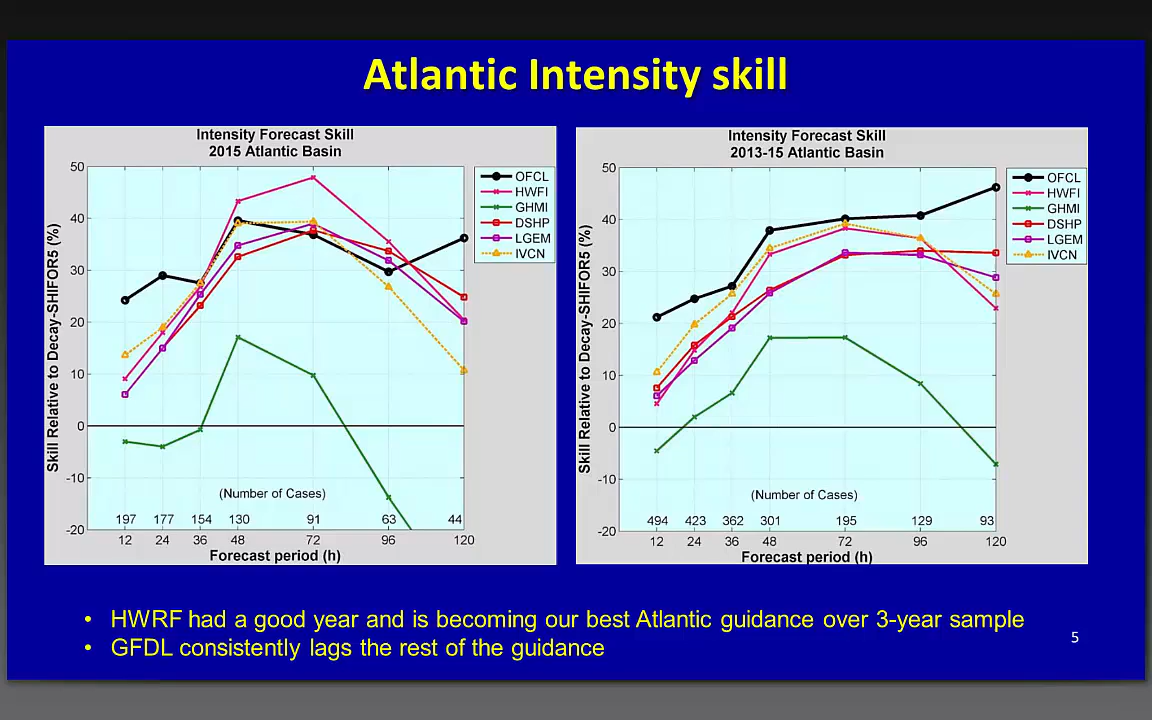 Atlantic Intensity skill
Intensity Forecast Skill
2015 Atlantic Basin
Skill Relative to Decay-SHIFOR5 (%)
50
40
30
20
10
0
-10
-20
OFCL
HWFI
GHMI
DSHP
LGEM
IVCN
(Number of Cases)
197 177 154 130 91 63 44
12 24 36 48 72 96 120
Forecast period (h)
Intensity Forecast Skill
2013-15 Atlantic Basin
Skill Relative to Decay-SHIFOR5 (%)
50
40
30
20
10
0
-10
-20
OFCL
HWFI
GHMI
DSHP
LGEM
IVCN
(Number of Cases)
494 423 362 301 195 129 93
12 24 36 48 72 96 120
Forecast period (h)
• HWRF had a good year and is becoming our best Atlantic guidance over 3-year sample
• GFDL consistently lags the rest of the guidance
5